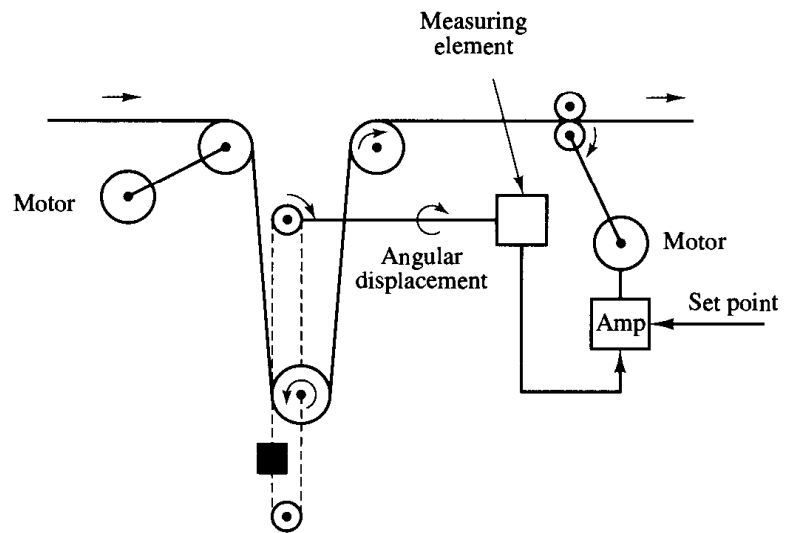 Measuring
element
Motor
Angular
displacement
Motor
Set point
Amp